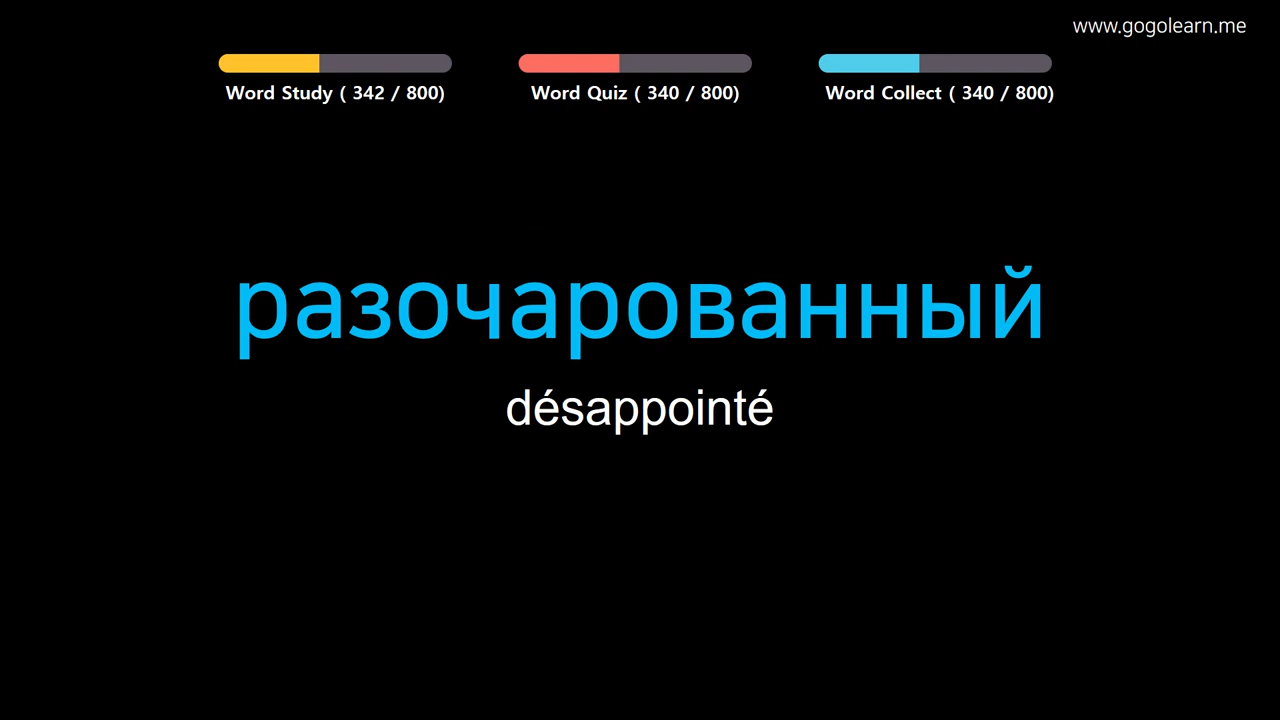 www.gogolearn.me
Word Study ( 342 / 800)
Word Quiz ( 340 / 800)
Word Collect ( 340 / 800)
разочарованный
désappointé